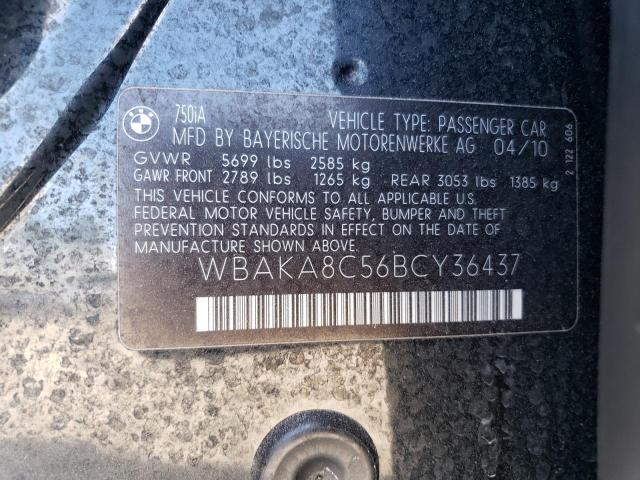 BMW
750iA VEHICLE TYPE: PASSENGER CAR
MFD BY BAYERISCHE MOTORENWERKE AG 04/10
GVWR 5699 lbs 2585 kg
GAWR FRONT 2789 lbs 1265 kg REAR 3053 lbs 1385 kg
THIS VEHICLE CONFORMS TO ALL APPLICABLE U.S.
FEDERAL MOTOR VEHICLE SAFETY, BUMPER AND THEFT
PREVENTION STANDARDS IN EFFECT ON THE DATE
OF MANUFACTURE SHOWN ABOVE.
WBAKA8C56BCY36437
2 122 606